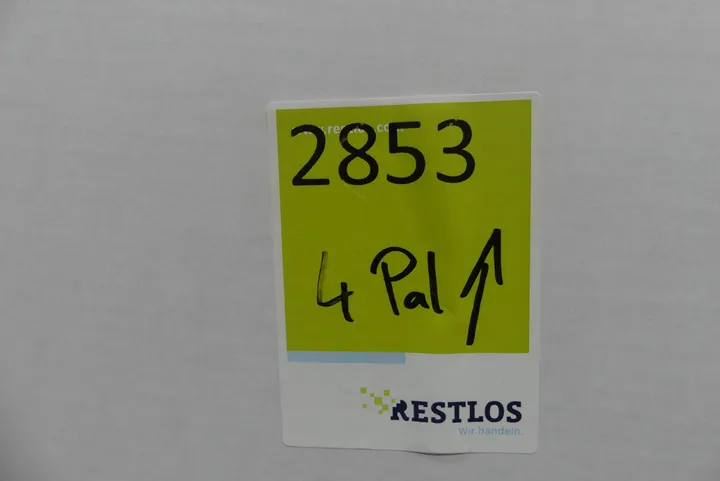 2853
4 Pal
RESTLOS
Wir handeln.